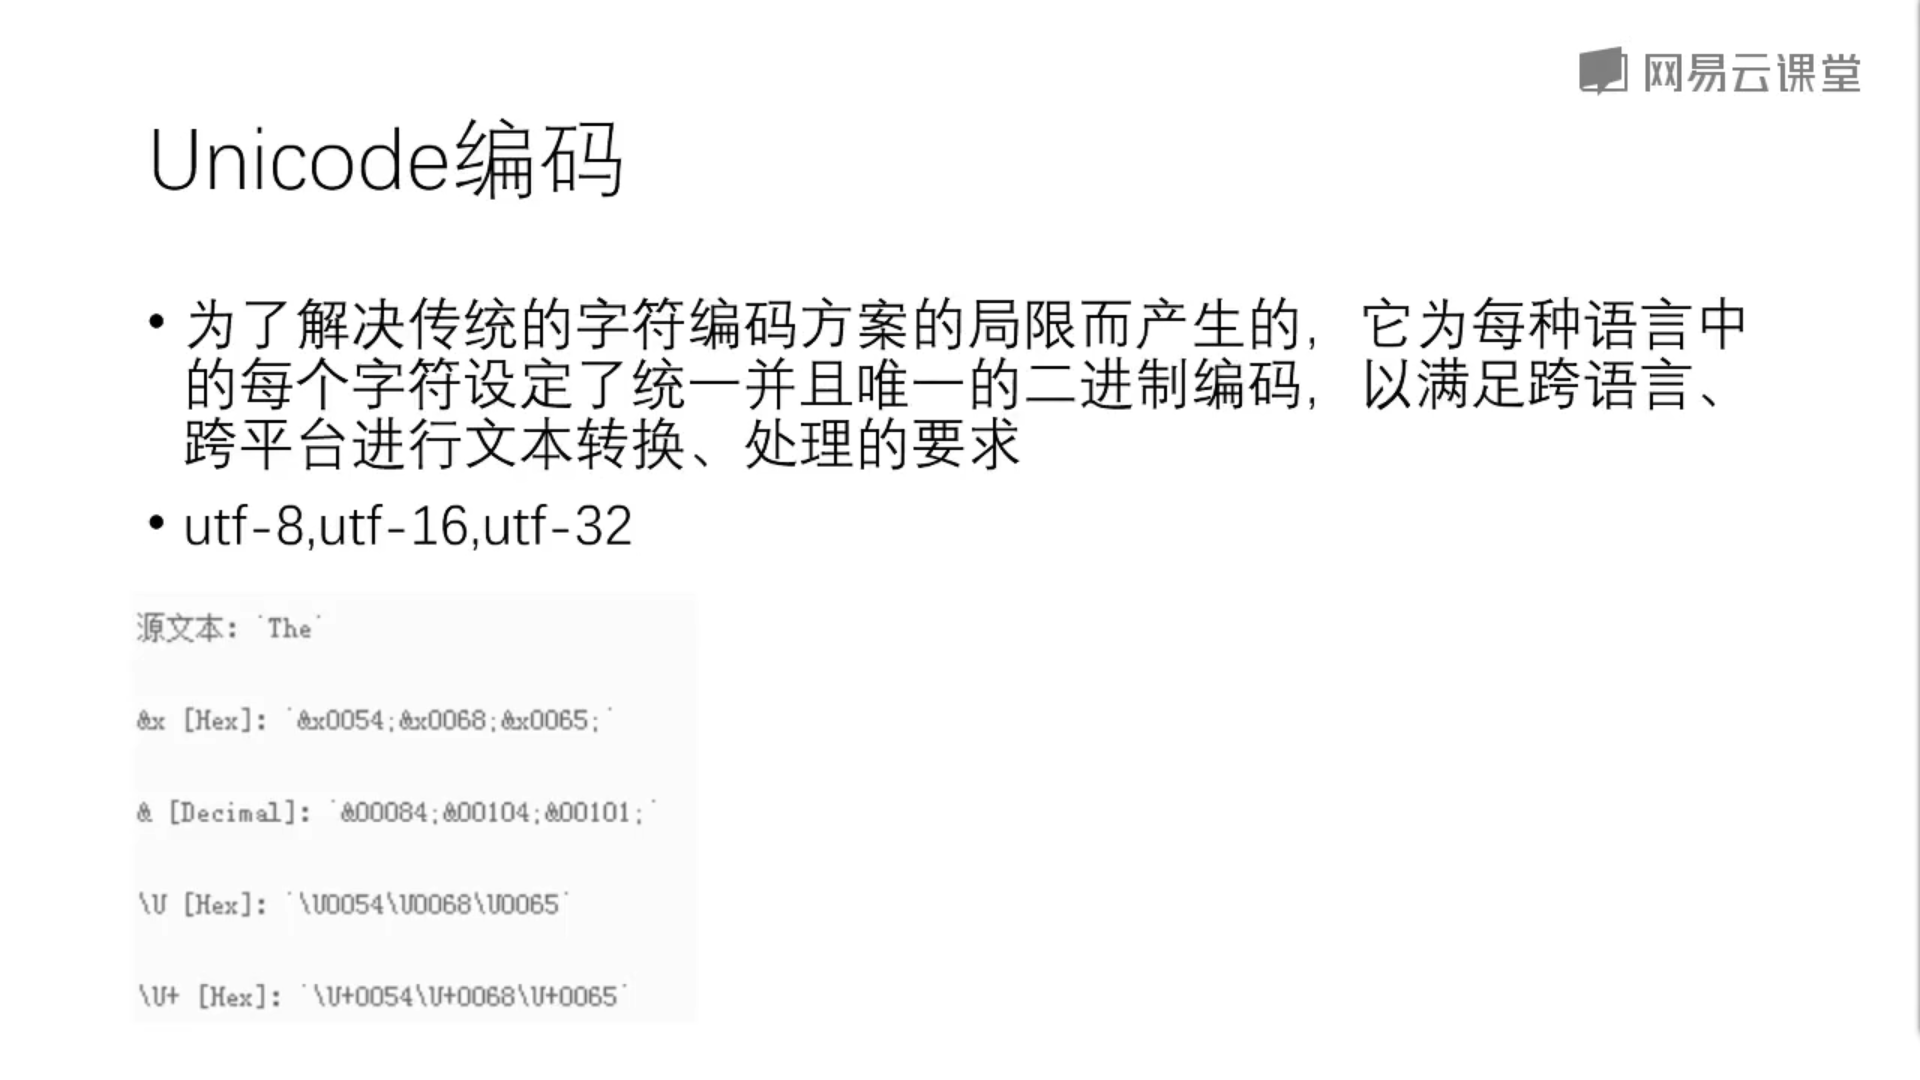 网易云课堂
Unicode编码
• 为了解决传统的字符编码方案的局限而产生的，它为每种语言中
的每个字符设定了统一并且唯一的二进制编码，以满足跨语言、
跨平台进行文本转换、处理的要求
• utf-8,utf-16,utf-32
源文本: `The`
&x [Hex]: `&x0054;&x0068;&x0065;`
& [Decimal]: `&00084;&00104;&00101;`
\U [Hex]: `\U0054\U0068\U0065`
\U+ [Hex]: `\U+0054\U+0068\U+0065`